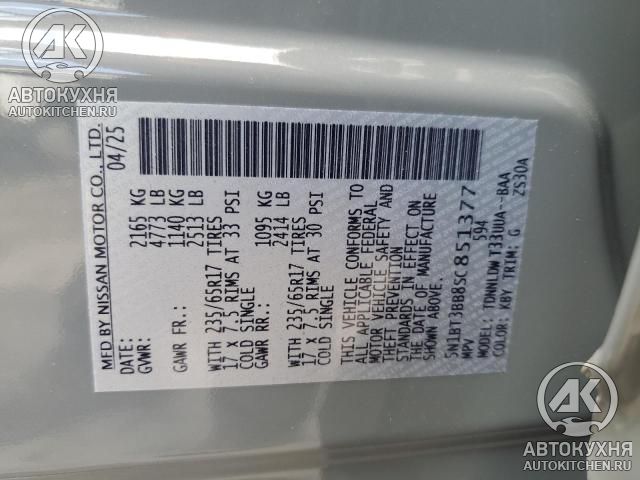 АК
АВТОКУХНЯ
AUTOKITCHEN.RU
MFD BY NISSAN MOTOR CO., LTD.
DATE: 04/25
GVWR: 2165 KG
4773 LB
GAWR FR.: 1140 KG
2513 LB
WITH 235/65R17 TIRES
17 x 7.5 RIMS AT 33 PSI
COLD SINGLE
GAWR RR.: 1095 KG
2414 LB
WITH 235/65R17 TIRES
17 x 7.5 RIMS AT 30 PSI
COLD SINGLE
THIS VEHICLE CONFORMS TO
ALL APPLICABLE FEDERAL
MOTOR VEHICLE SAFETY AND
THEFT PREVENTION
STANDARDS IN EFFECT ON
THE DATE OF MANUFACTURE
SHOWN ABOVE.
5N1BT3BB8SC851377
MPV 594
MODEL: TDNNLDW T33UUA--BAA
COLOR: KBY TRIM: G ZS30A
АК
АВТОКУХНЯ
AUTOKITCHEN.RU